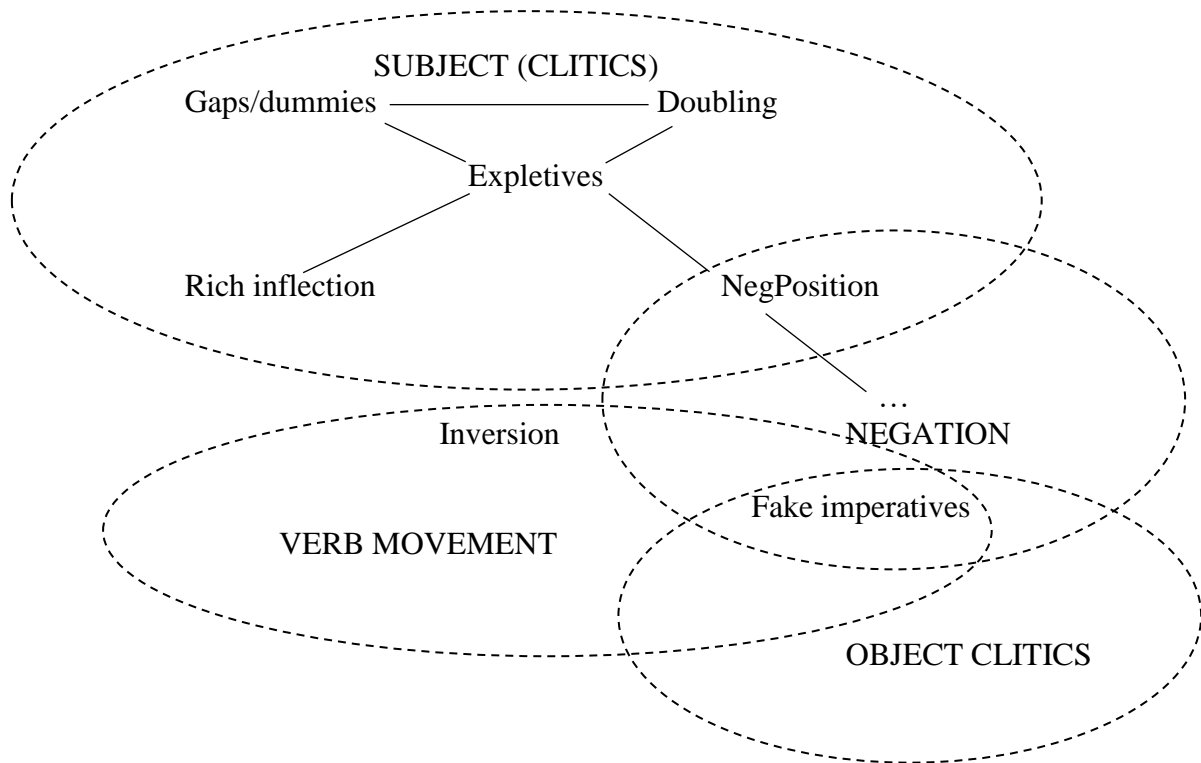 SUBJECT (CLITICS)
Gaps/dummies
Doubling
Expletives
Rich inflection
NegPosition
…
Inversion
NEGATION
Fake imperatives
VERB MOVEMENT
OBJECT CLITICS